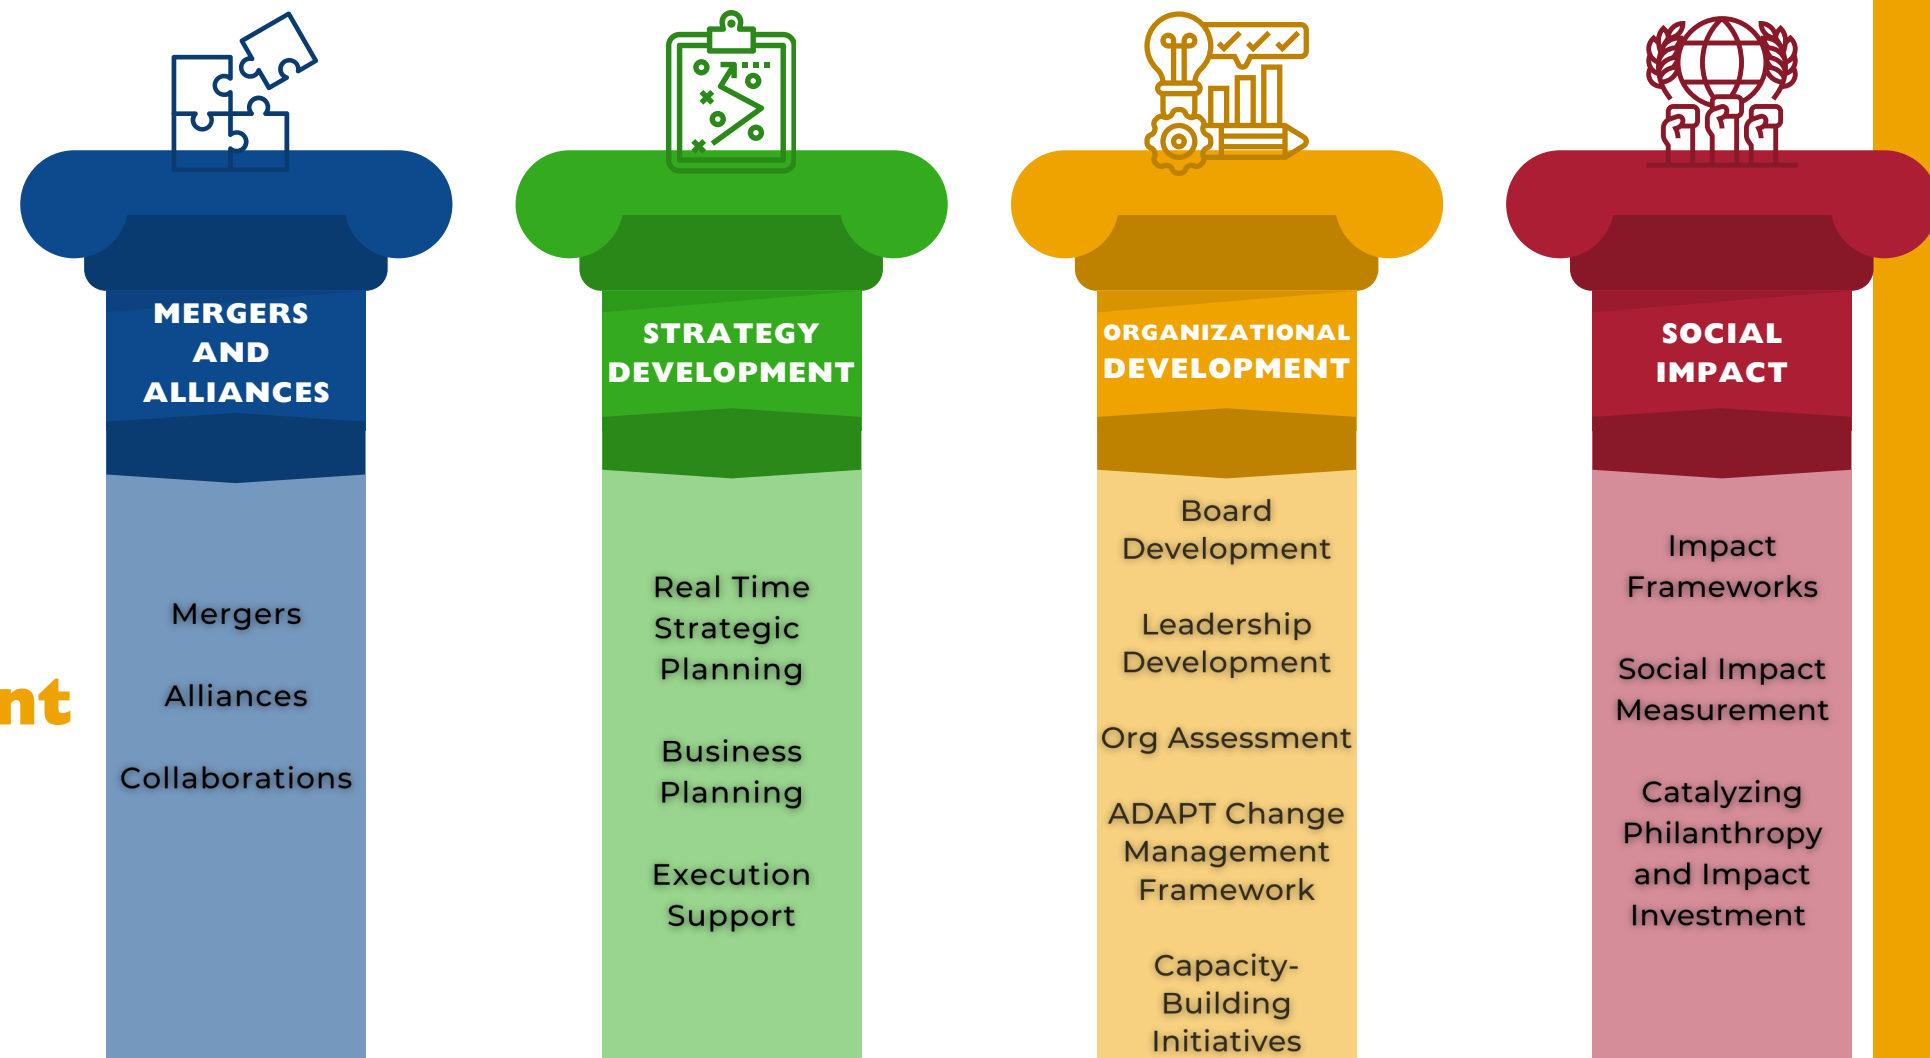 MERGERS
AND
ALLIANCES
Mergers
Alliances
Collaborations
STRATEGY
DEVELOPMENT
Real Time
Strategic
Planning
Business
Planning
Execution
Support
ORGANIZATIONAL
DEVELOPMENT
Board
Development
Leadership
Development
Org Assessment
ADAPT Change
Management
Framework
Capacity-
Building
Initiatives
SOCIAL
IMPACT
Impact
Frameworks
Social Impact
Measurement
Catalyzing
Philanthropy
and Impact
Investment